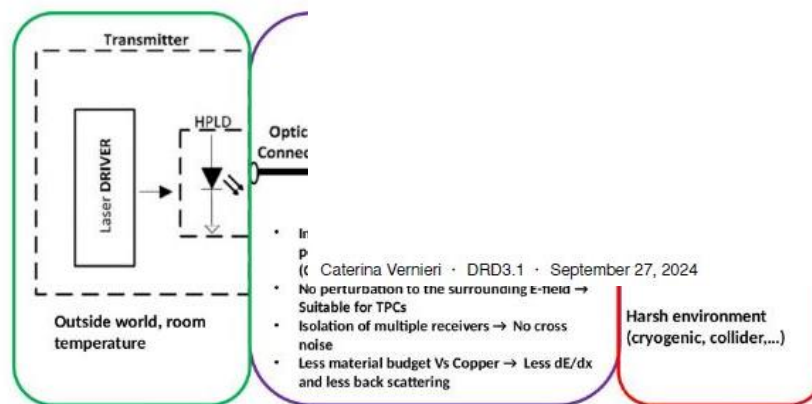 Transmitter
HPLD
Laser DRIVER
Outside world, room
temperature
Caterina Vernieri · DRD3.1 · September 27, 2024
• No perturbation to the surrounding E-field →
Suitable for TPCs
• Isolation of multiple receivers → No cross
noise
• Less material budget Vs Copper → Less dE/dx
and less back scattering
Harsh environment
(cryogenic, collider,...)